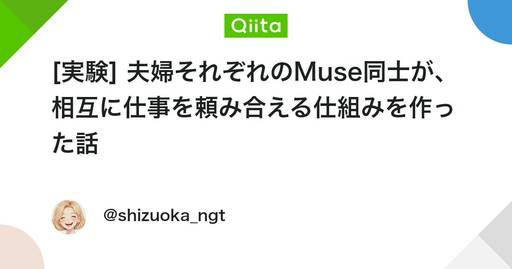 Qiita
[実験] 夫婦それぞれのMuse同士が、
相互に仕事を頼み合える仕組みを作っ
た話
@shizuoka_ngt